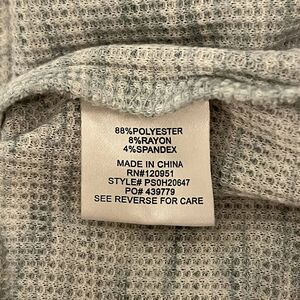 88%POLYESTER
8%RAYON
4%SPANDEX
MADE IN CHINA
RN#120951
STYLE# PS0H20647
PO# 439779
SEE REVERSE FOR CARE